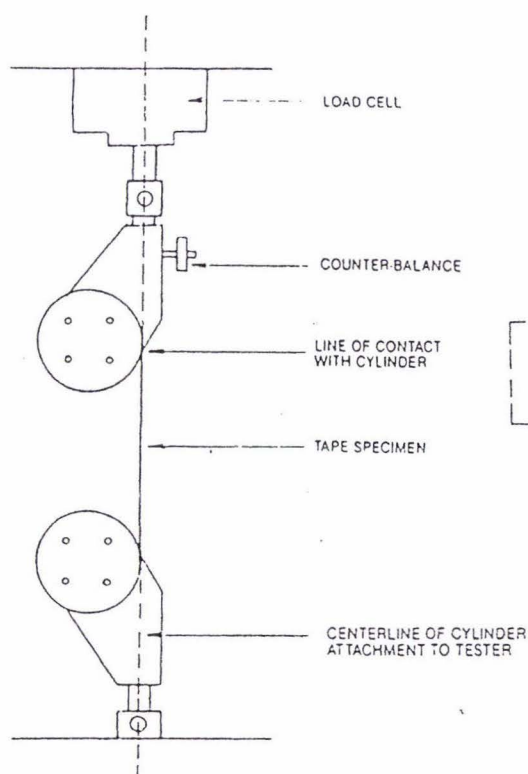 LOAD CELL
COUNTER-BALANCE
LINE OF CONTACT
WITH CYLINDER
TAPE SPECIMEN
CENTERLINE OF CYLINDER
ATTACHMENT TO TESTER